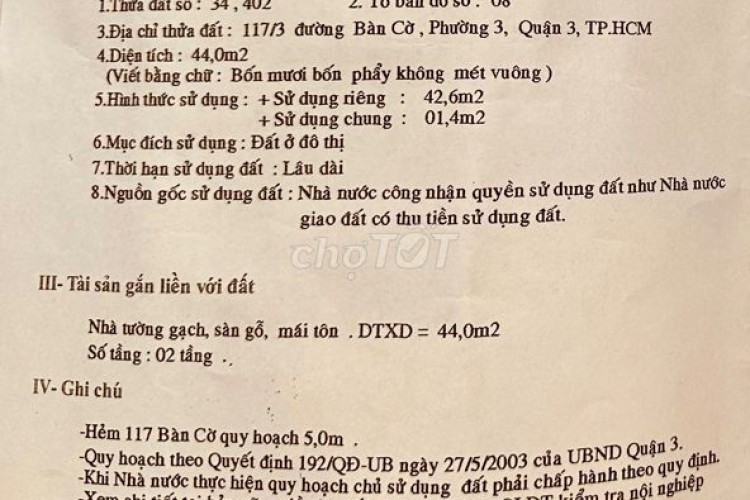 1.Thửa đất số : 34 , 402 2. Tờ bản đồ số : 08
3.Địa chỉ thửa đất : 117/3 đường Bàn Cờ , Phường 3, Quận 3, TP.HCM
4.Diện tích : 44,0m2
(Viết bằng chữ : Bốn mươi bốn phẩy không mét vuông )
5.Hình thức sử dụng : + Sử dụng riêng : 42,6m2
+ Sử dụng chung : 01,4m2
6.Mục đích sử dụng : Đất ở đô thị
7.Thời hạn sử dụng đất : Lâu dài
8.Nguồn gốc sử dụng đất : Nhà nước công nhận quyền sử dụng đất như Nhà nước
giao đất có thu tiền sử dụng đất.
chợTỐT
III- Tài sản gắn liền với đất
Nhà tường gạch, sàn gỗ, mái tôn . DTXD = 44,0m2
Số tầng : 02 tầng .
IV- Ghi chú
-Hẻm 117 Bàn Cờ quy hoạch 5,0m .
-Quy hoạch theo Quyết định 192/QĐ-UB ngày 27/5/2003 của UBND Quận 3.
-Khi Nhà nước thực hiện quy hoạch chủ sử dụng đất phải chấp hành theo quy định.
kiểm tra nội nghiệp